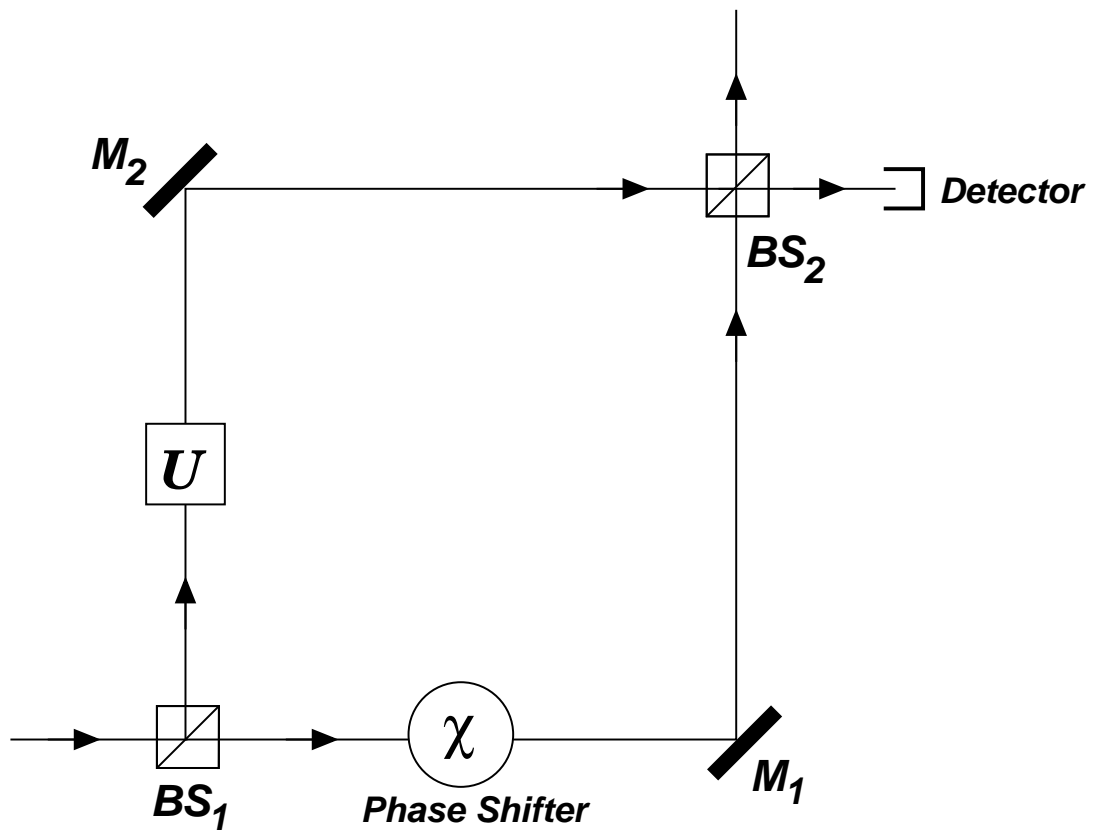 M2
Detector
BS2
U
χ
BS1
Phase Shifter
M1